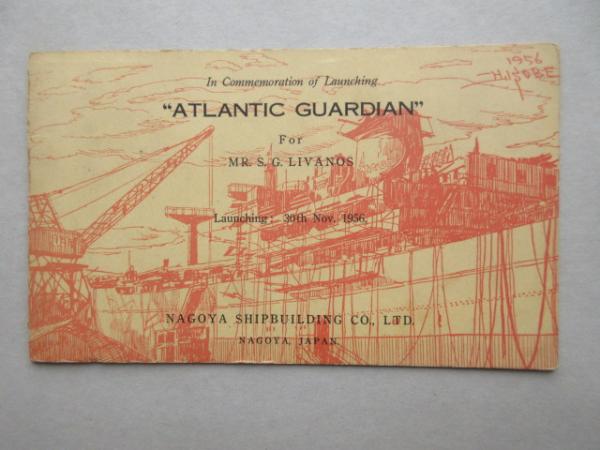 1956
In Commemoration of Launching
"ATLANTIC GUARDIAN"
For
MR. S. G. LIVANOS
Launching: 30th Nov. 1956.
NAGOYA SHIPBUILDING CO., LTD.
NAGOYA, JAPAN.